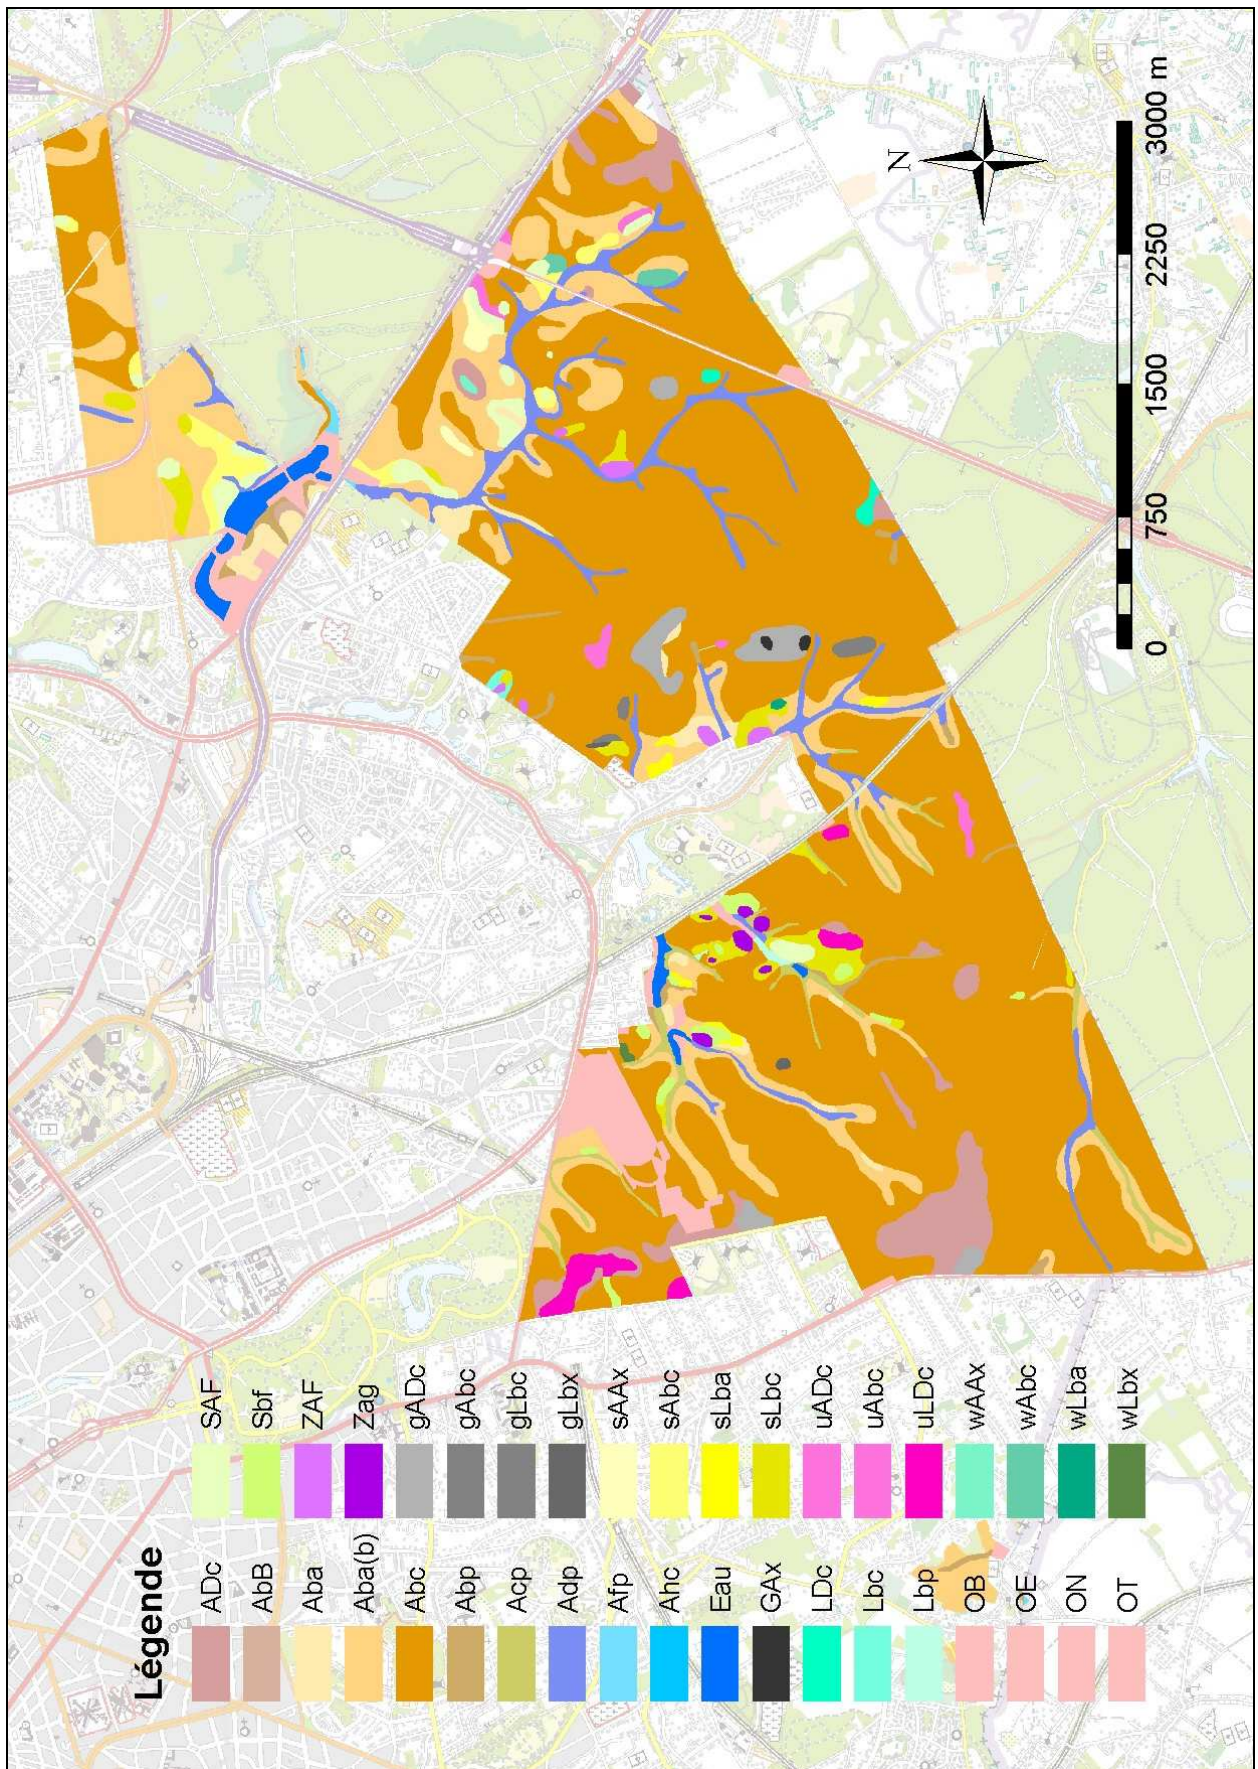 Légende
ADc
AbB
Aba
Aba(b)
Abc
Abp
Acp
Adp
Afp
Ahc
Eau
GAx
LDc
Lbc
Lbp
OB
OE
ON
OT
SAF
Sbf
ZAF
Zag
gADc
gAbc
gLbc
gLbx
sAAx
sAbc
sLba
sLbc
uADc
uAbc
uLDc
wAAx
wAbc
wLba
wLbx
N
0 750 1500 2250 3000 m